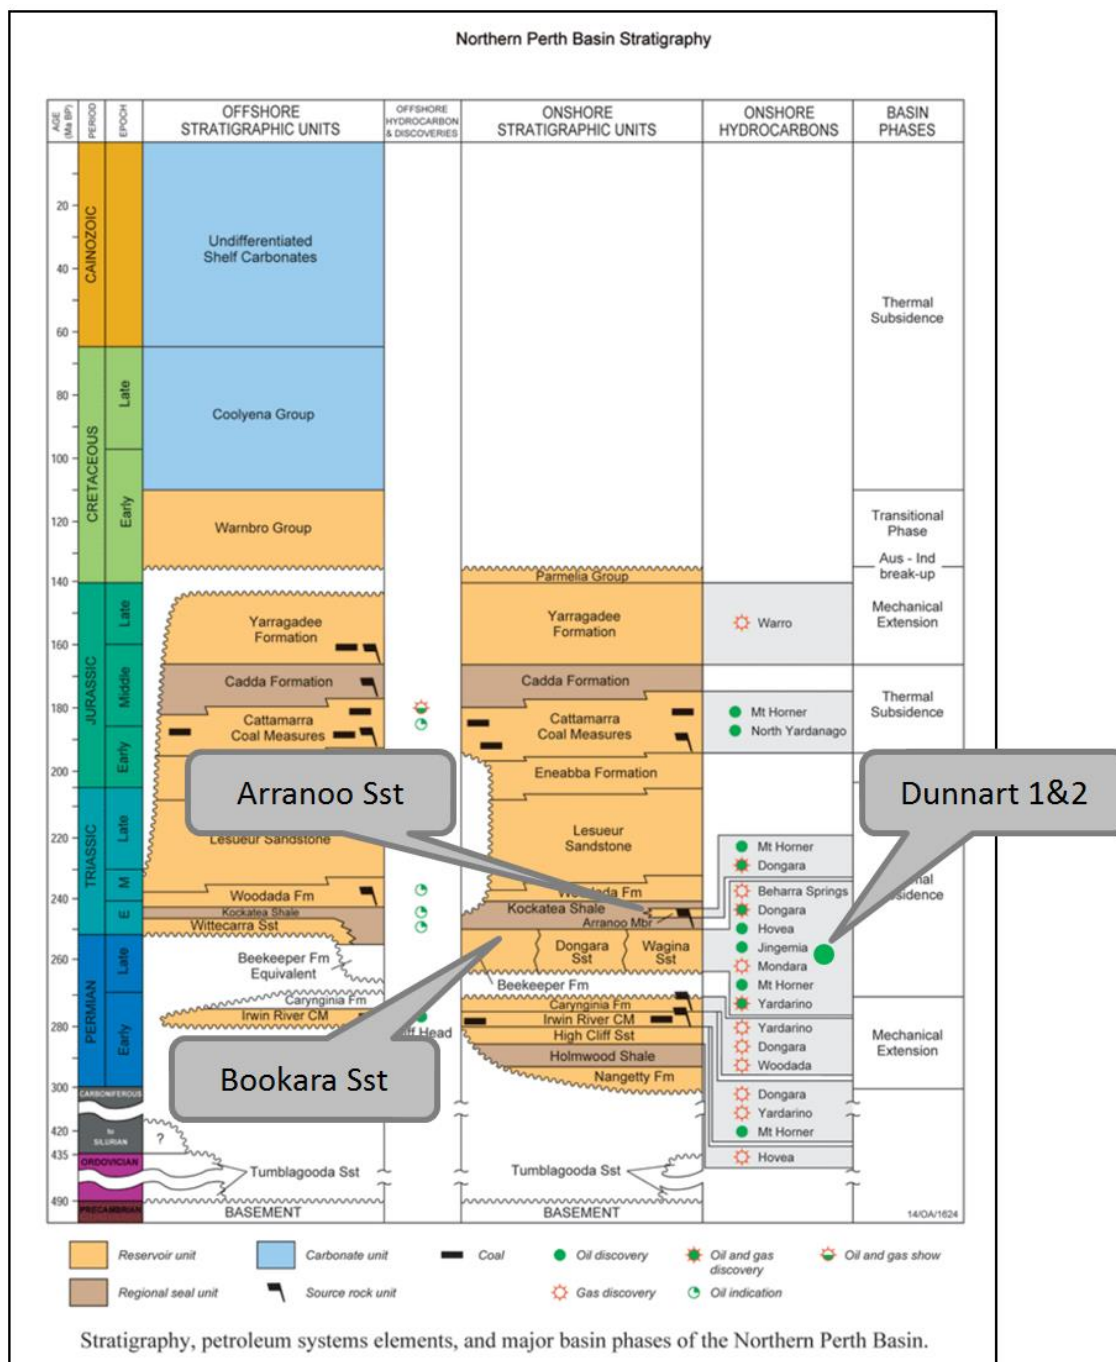 Northern Perth Basin Stratigraphy
AGE
(Ma BP)
PERIOD
EPOCH
OFFSHORE
STRATIGRAPHIC UNITS
OFFSHORE
HYDROCARBON
& DISCOVERIES
ONSHORE
STRATIGRAPHIC UNITS
ONSHORE
HYDROCARBONS
BASIN
PHASES
20
40
60
80
100
120
140
160
180
200
220
240
260
280
300
420
435
490
CAINOZOIC
CRETACEOUS
Late
Early
JURASSIC
Late
Middle
Early
TRIASSIC
Late
M
E
PERMIAN
Late
Early
CARBONIFEROUS
to
SILURIAN
ORDOVICIAN
PRECAMBRIAN
Undifferentiated
Shelf Carbonates
Coolyena Group
Warnbro Group
Yarragadee
Formation
Cadda Formation
Cattamarra
Coal Measures
Lesueur Sandstone
Woodada Fm
Kockatea Shale
Wittecarra Sst
Beekeeper Fm
Equivalent
Carynginia Fm
Irwin River CM
?
Tumblagooda Sst
BASEMENT
Head
Parmelia Group
Yarragadee
Formation
Cadda Formation
Cattamarra
Coal Measures
Eneabba Formation
Lesueur
Sandstone
Woodada Fm
Kockatea Shale
Arranoo Mbr
Dongara
Sst
Wagina
Sst
Beekeeper Fm
Carynginia Fm
Irwin River CM
High Cliff Sst
Holmwood Shale
Nangetty Fm
Tumblagooda Sst
BASEMENT
Warro
Mt Horner
North Yardanago
Mt Horner
Dongara
Beharra Springs
Dongara
Hovea
Jingemia
Mondara
Mt Horner
Yardarino
Yardarino
Dongara
Woodada
Dongara
Yardarino
Mt Horner
Hovea
Thermal
Subsidence
Transitional
Phase
Aus - Ind
break-up
Mechanical
Extension
Thermal
Subsidence
Mechanical
Extension
14/OA/1624
Arranoo Sst
Dunnart 1&2
Bookara Sst
Reservoir unit
Carbonate unit
Coal
Oil discovery
Oil and gas
discovery
Oil and gas show
Regional seal unit
Source rock unit
Gas discovery
Oil indication
Stratigraphy, petroleum systems elements, and major basin phases of the Northern Perth Basin.